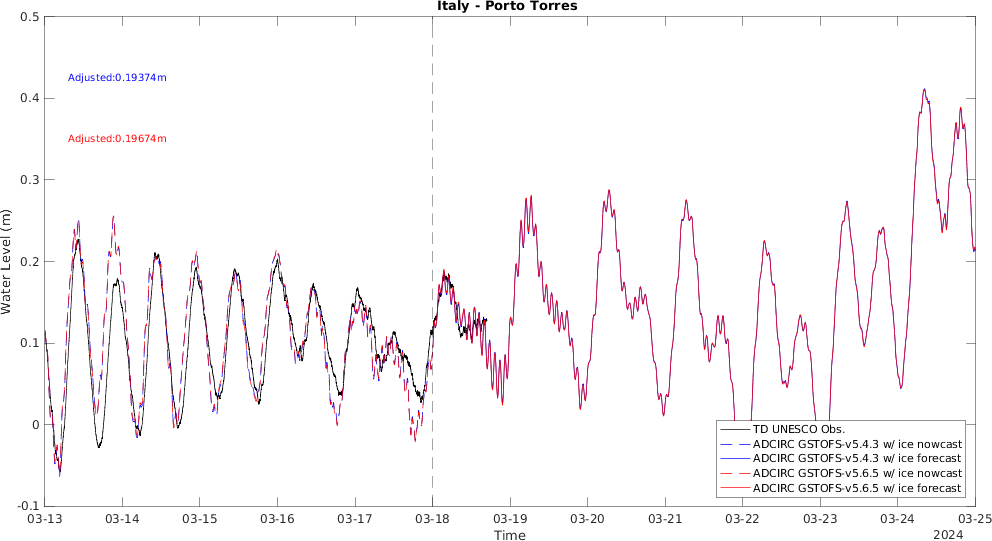 Italy - Porto Torres
0.5
Adjusted:0.19374m
0.4
Adjusted:0.19674m
0.3
Water Level (m)
0.2
0.1
0
TD UNESCO Obs.
ADCIRC GSTOFS-v5.4.3 w/ ice nowcast
ADCIRC GSTOFS-v5.4.3 w/ ice forecast
ADCIRC GSTOFS-v5.6.5 w/ ice nowcast
ADCIRC GSTOFS-v5.6.5 w/ ice forecast
-0.1
03-13 03-14 03-15 03-16 03-17 03-18 03-19 03-20 03-21 03-22 03-23 03-24 03-25
Time
2024